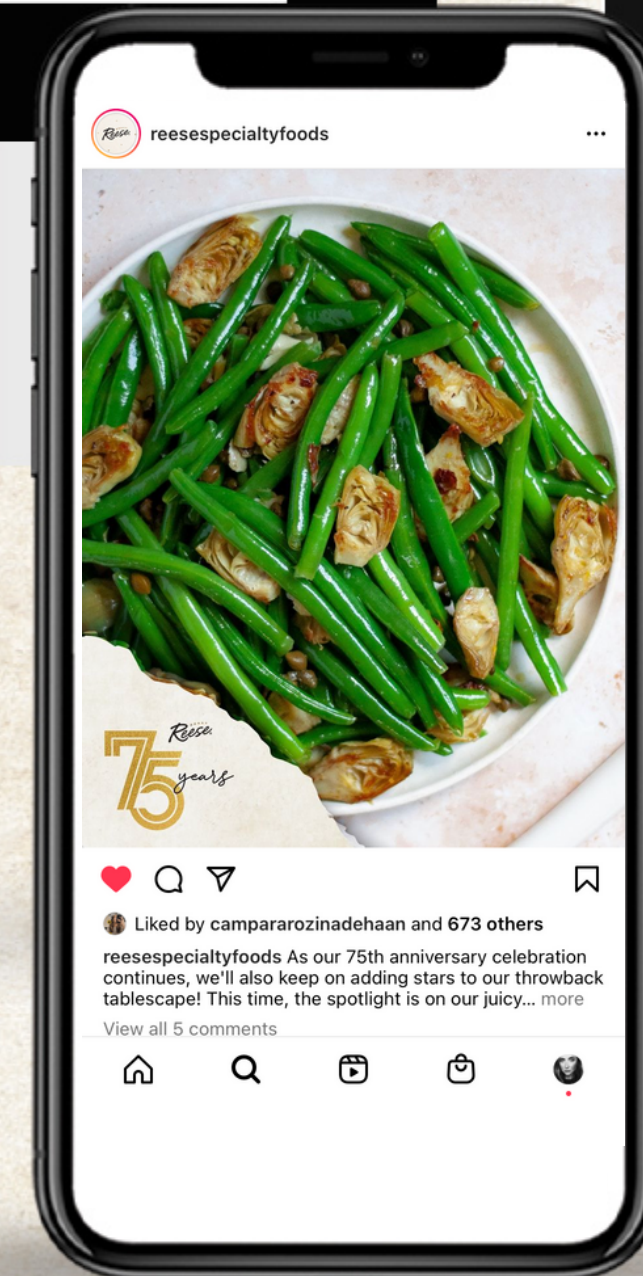 Reese.
reesespecialtyfoods
Reese.
75
years
Liked by campararozinadehaan and 673 others
reesespecialtyfoods As our 75th anniversary celebration
continues, we'll also keep on adding stars to our throwback
tablescape! This time, the spotlight is on our juicy... more
View all 5 comments